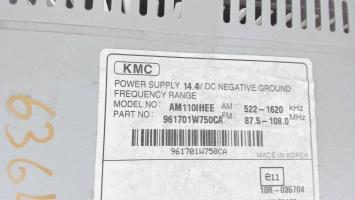 KMC
POWER SUPPLY 14.4V DC NEGATIVE GROUND
FREQUENCY RANGE
MODEL NO AM110IHEE AM: 522-1620 kHz
PART NO 961701W750CA FM: 87.5-108.0 MHz
961701W750CA
MADE IN KOREA
e11
10R-035704
636